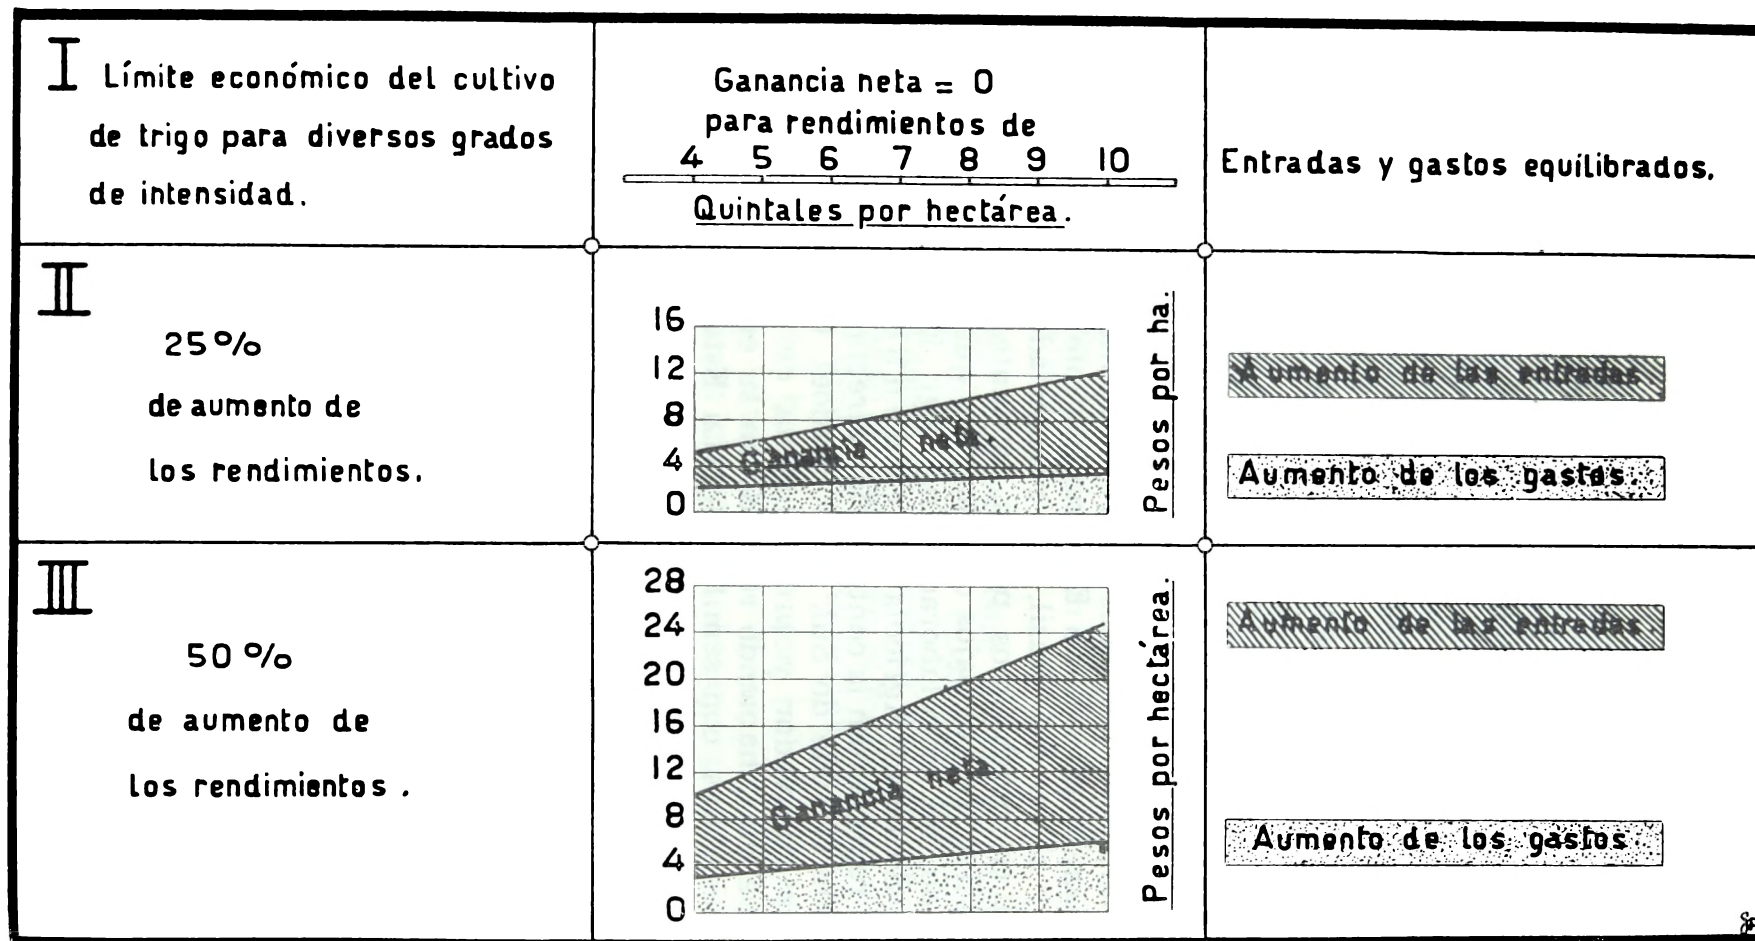 I Límite económico del cultivo
de trigo para diversos grados
de intensidad.
Ganancia neta = 0
para rendimientos de
4 5 6 7 8 9 10
Quintales por hectárea.
Entradas y gastos equilibrados.
II
25%
de aumento de
los rendimientos.
16
12
8
4
0
Ganancia neta.
Pesos por ha.
Aumento de las entradas.
Aumento de los gastos.
III
50%
de aumento de
los rendimientos.
28
24
20
16
12
8
4
0
Ganancia neta.
Pesos por hectárea.
Aumento de las entradas
Aumento de los gastos.